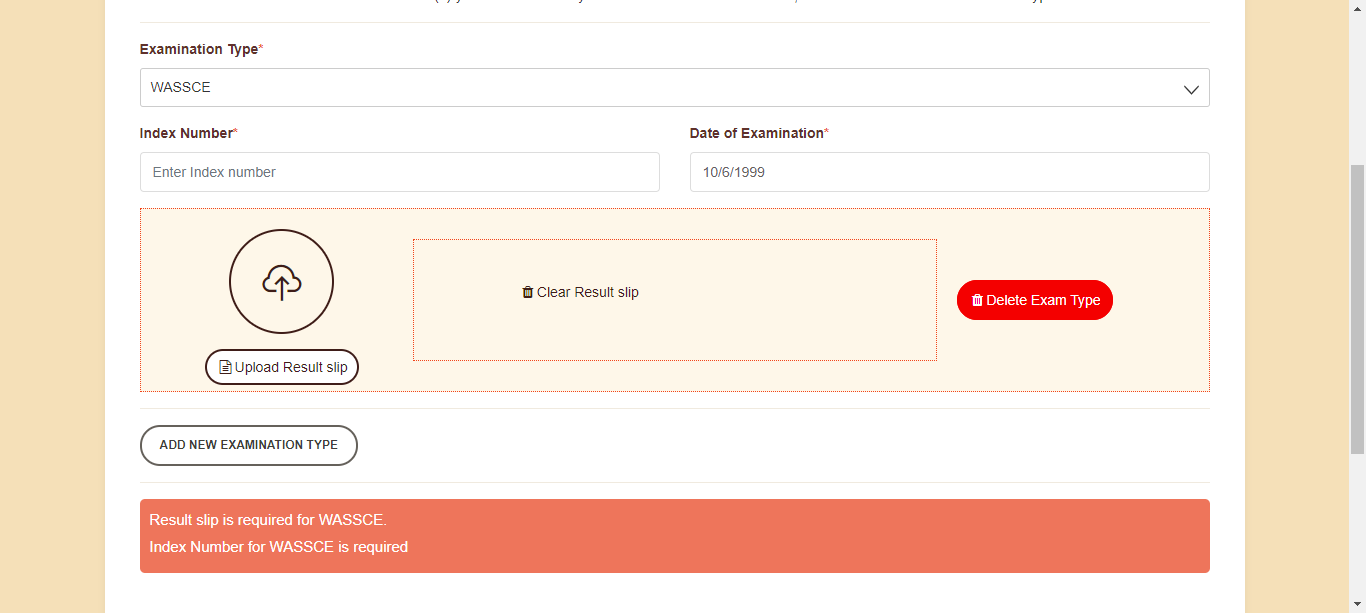 Examination Type*
WASSCE
Index Number*
Date of Examination*
Enter Index number
10/6/1999
Clear Result slip
Delete Exam Type
Upload Result slip
ADD NEW EXAMINATION TYPE
Result slip is required for WASSCE.
Index Number for WASSCE is required